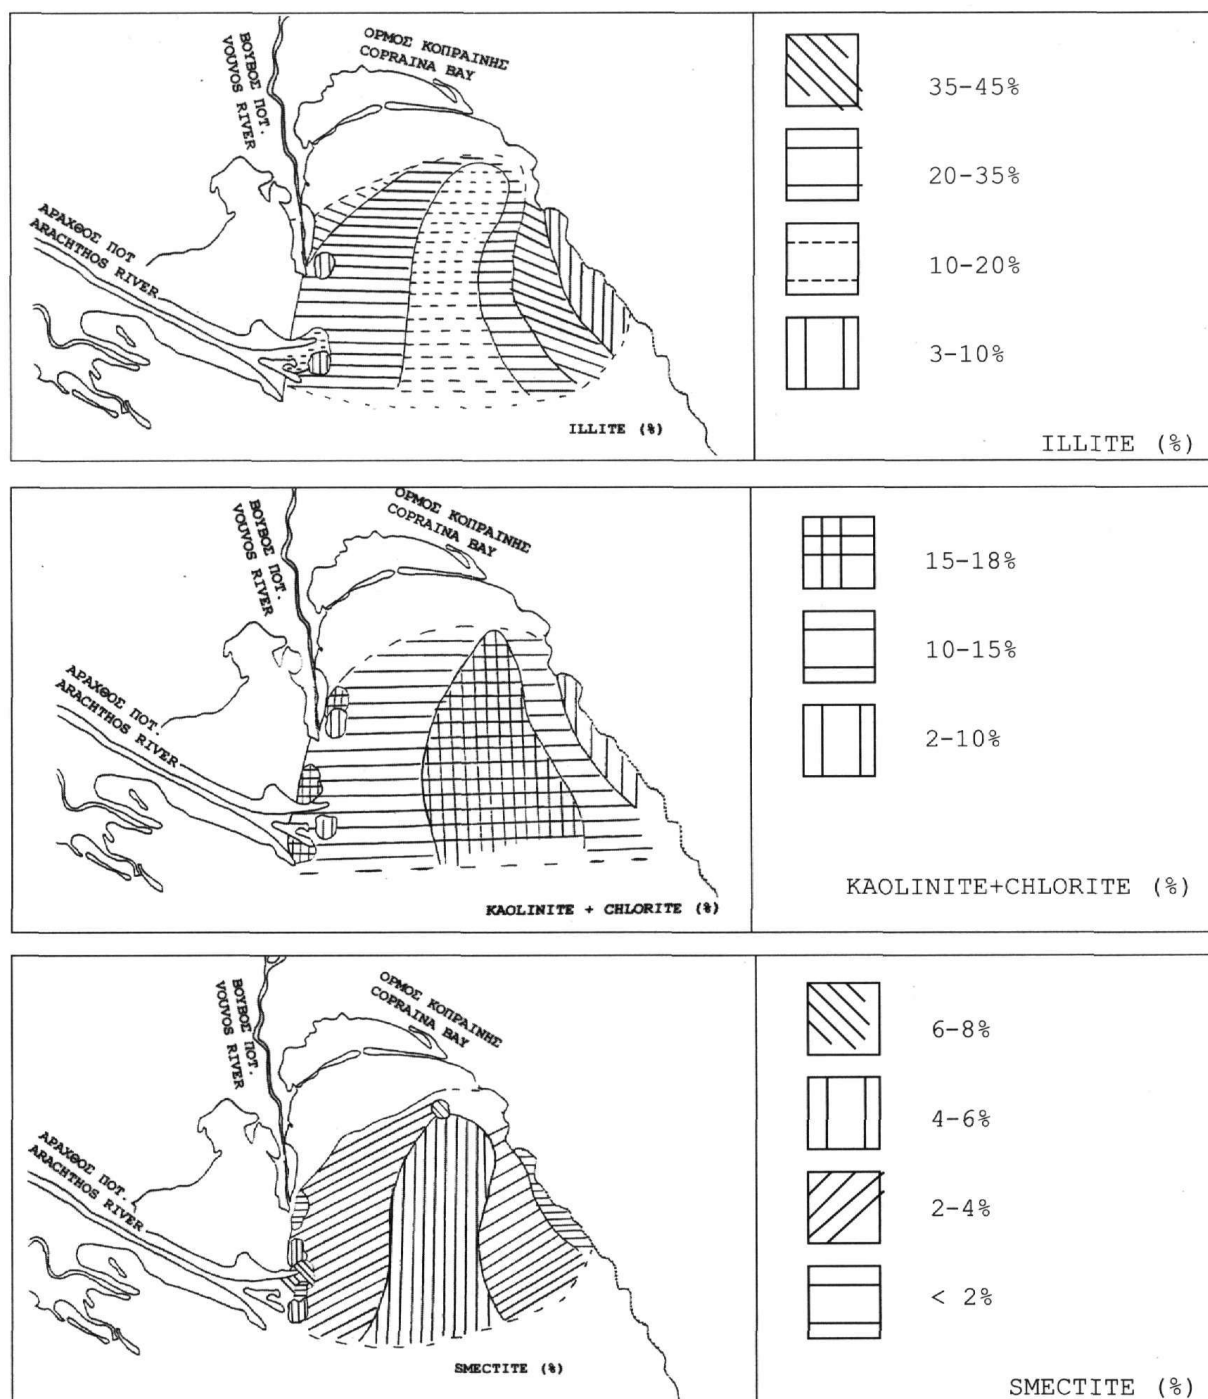 ΒΟΥΒΟΣ ΠΟΤ.
VOUVOS RIVER
ΟΡΜΟΣ ΚΟΠΡΑΙΝΗΣ
COPRAINA BAY
ΑΡΑΧΘΟΣ ΠΟΤ
ARACHTHOS RIVER
ILLITE (%)
35-45%
20-35%
10-20%
3-10%
ILLITE (%)
ΒΟΥΒΟΣ ΠΟΤ.
VOUVOS RIVER
ΟΡΜΟΣ ΚΟΠΡΑΙΝΗΣ
COPRAINA BAY
ΑΡΑΧΘΟΣ ΠΟΤ.
ARACHTHOS RIVER
KAOLINITE + CHLORITE (%)
15-18%
10-15%
2-10%
KAOLINITE+CHLORITE (%)
ΒΟΥΒΟΣ ΠΟΤ.
VOUVOS RIVER
ΟΡΜΟΣ ΚΟΠΡΑΙΝΗΣ
COPRAINA BAY
ΑΡΑΧΘΟΣ ΠΟΤ.
ARACHTHOS RIVER
SMECTITE (%)
6-8%
4-6%
2-4%
< 2%
SMECTITE (%)